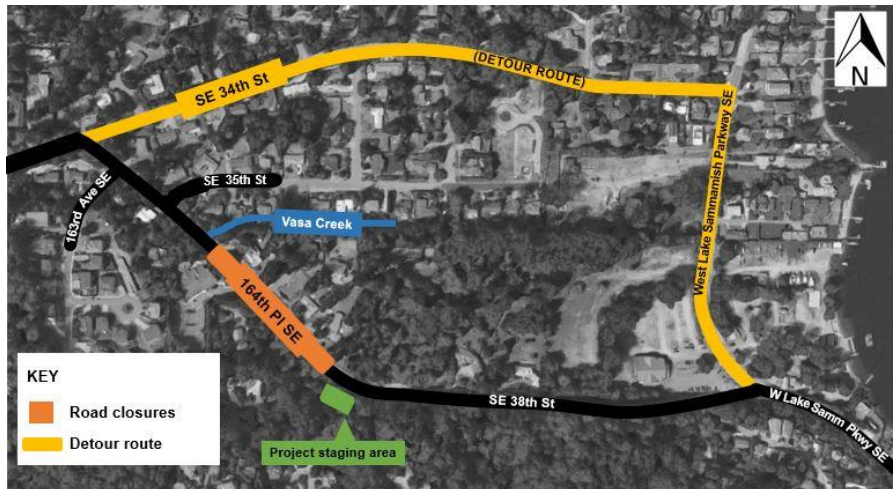 SE 34th St
(DETOUR ROUTE)
N
West Lake Sammamish Parkway SE
SE 35th St
163rd Ave SE
Vasa Creek
164th Pl SE
KEY
Road closures
Detour route
SE 38th St
W Lake Samm Pkwy SE
Project staging area